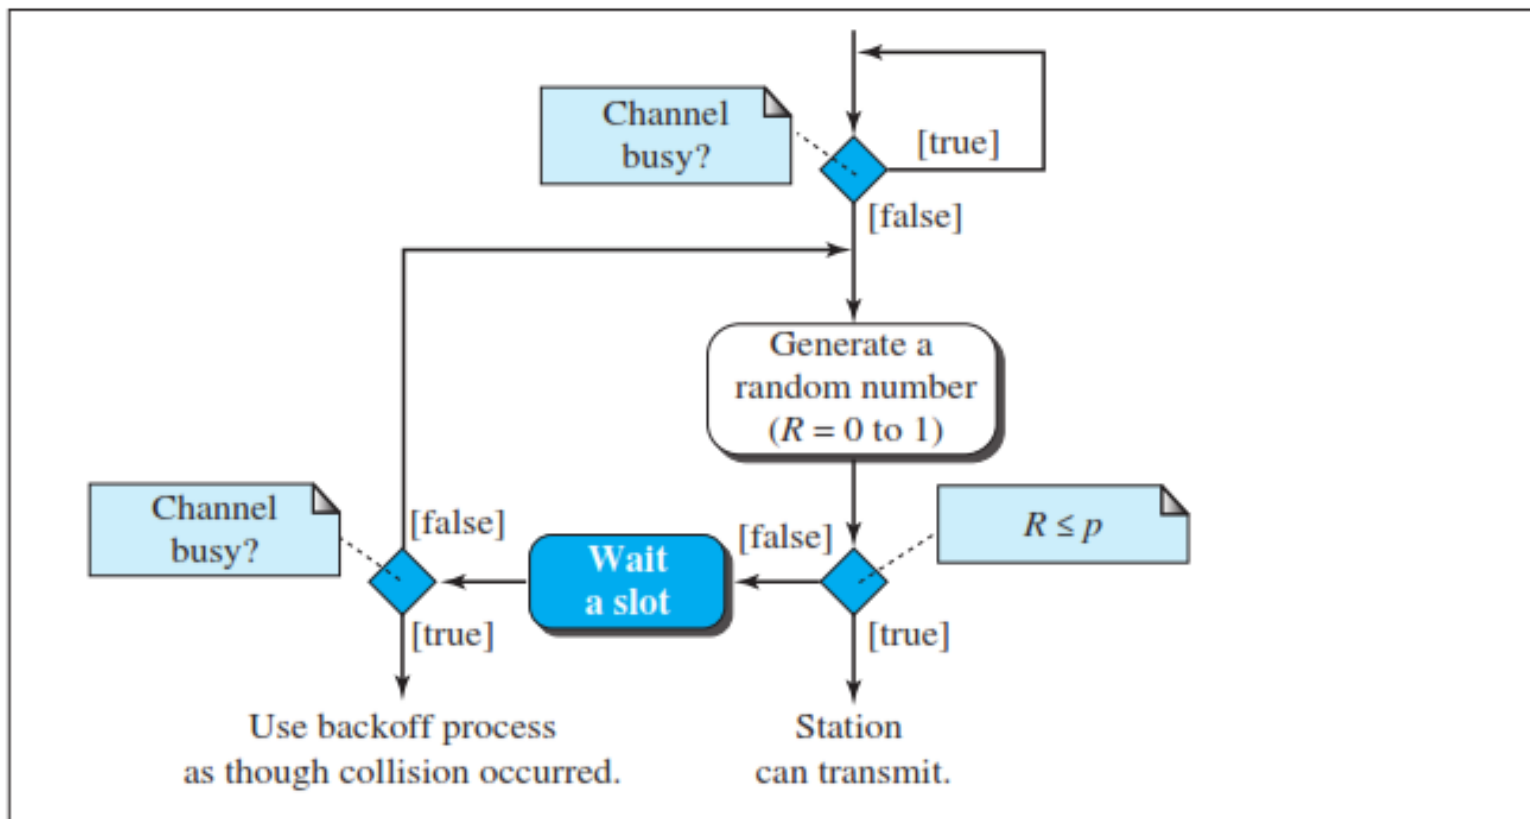 Channel
busy?
[true]
[false]
Generate a
random number
(R = 0 to 1)
Channel
busy?
[false]
Wait
a slot
[false]
R ≤ p
[true]
[true]
Use backoff process
as though collision occurred.
Station
can transmit.